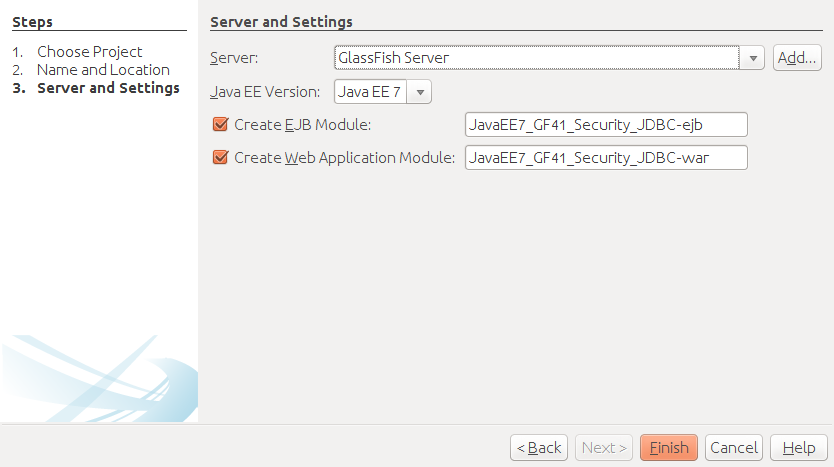 Steps
1. Choose Project
2. Name and Location
3. Server and Settings
Server and Settings
Server: GlassFish Server Add...
Java EE Version: Java EE 7
Create EJB Module: JavaEE7_GF41_Security_JDBC-ejb
Create Web Application Module: JavaEE7_GF41_Security_JDBC-war
< Back Next > Finish Cancel Help